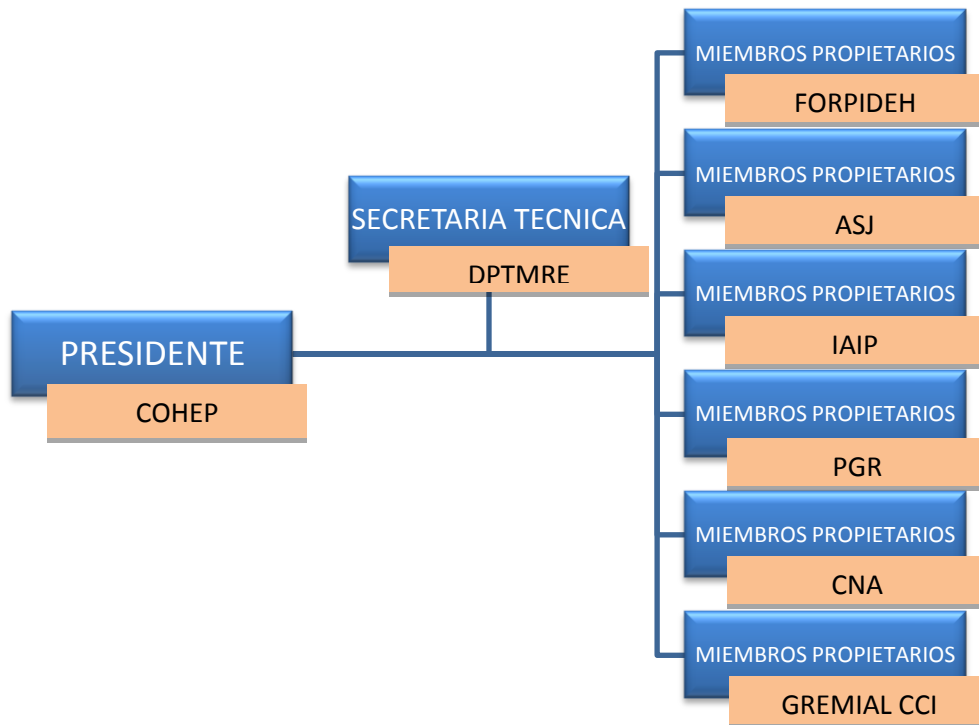 PRESIDENTE
COHEP
SECRETARIA TECNICA
DPTMRE
MIEMBROS PROPIETARIOS
FORPIDEH
MIEMBROS PROPIETARIOS
ASJ
MIEMBROS PROPIETARIOS
IAIP
MIEMBROS PROPIETARIOS
PGR
MIEMBROS PROPIETARIOS
CNA
MIEMBROS PROPIETARIOS
GREMIAL CCI